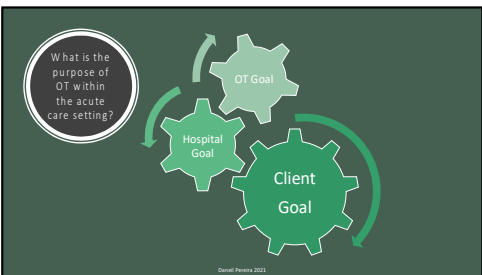 What is the
purpose of
OT within
the acute
care setting?
OT Goal
Hospital
Goal
Client
Goal
Daniel Pereira 2021